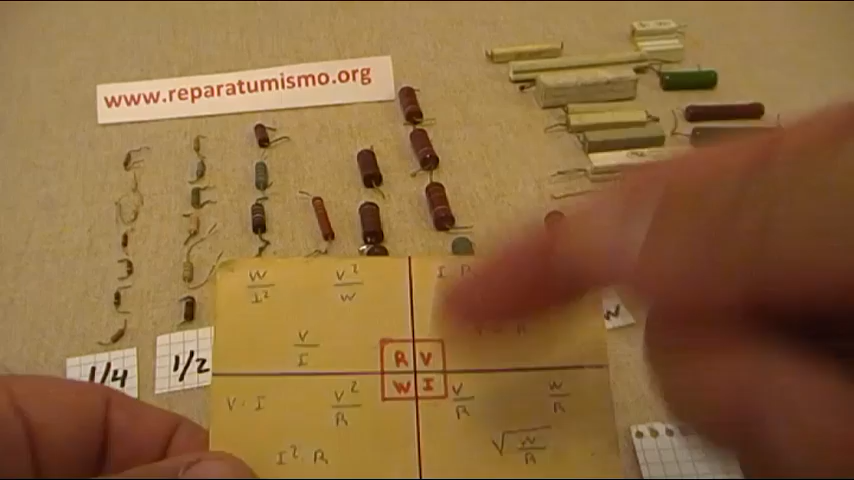 www.reparatumismo.org
W/I² V²/W
V/I
I
R V
W I
V · I V²/R
I² · R
V/R W/R
√W/R
1/4
1/2
W